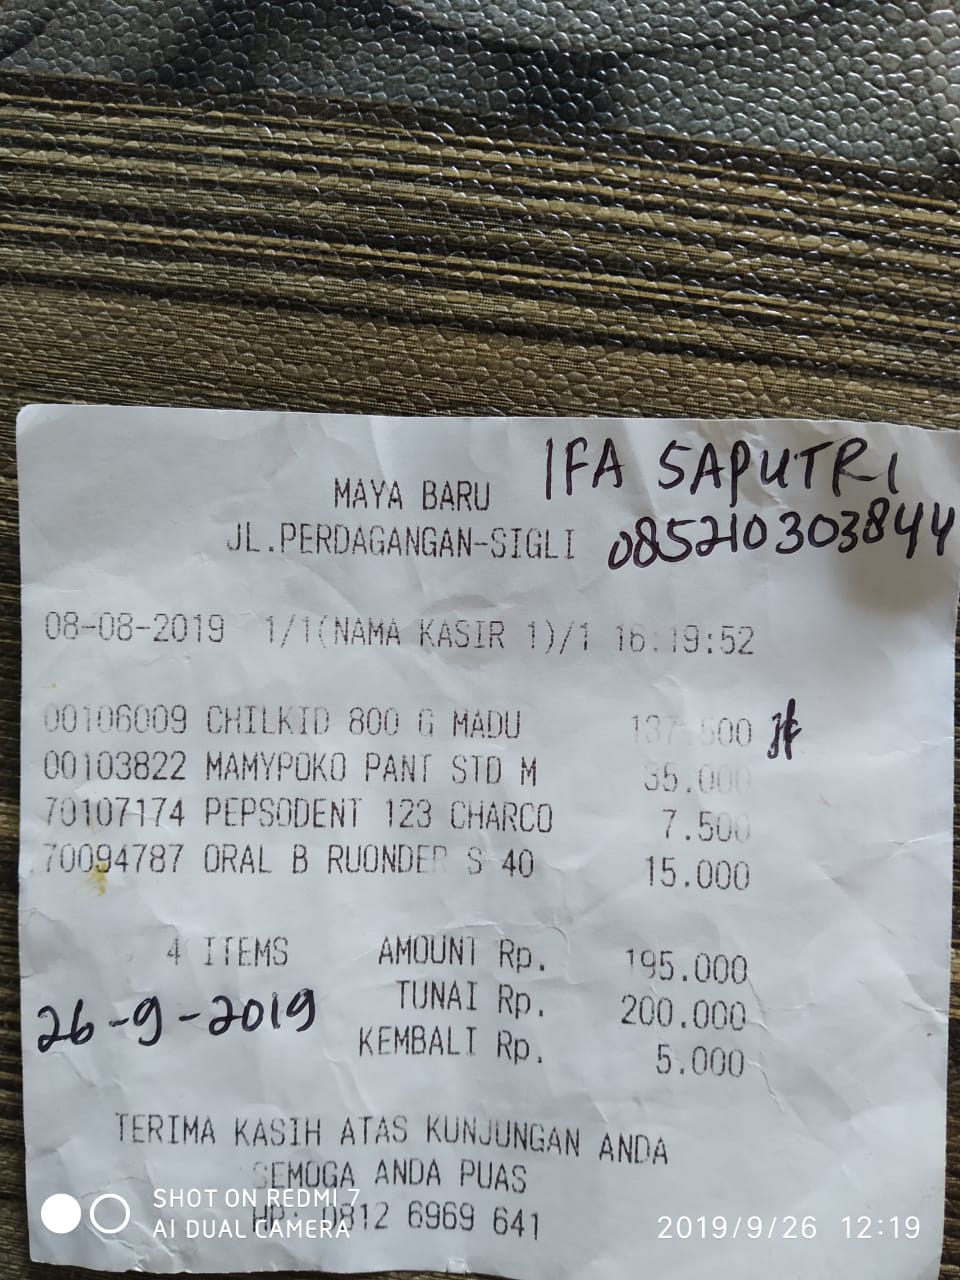 IFA SAPUTRI
MAYA BARU
JL.PERDAGANGAN-SIGLI 085210303844
08-08-2019 1/1(NAMA KASIR 1)/1 16:19:52
00106009 CHILKID 800 G MADU 137.500
00103822 MAMYPOKO PANT STD M 35.000
70107174 PEPSODENT 123 CHARCO 7.500
70094787 ORAL B RUONDER S 40 15.000
4 ITEMS AMOUNT Rp. 195.000
TUNAI Rp. 200.000
26-9-2019
KEMBALI Rp. 5.000
TERIMA KASIH ATAS KUNJUNGAN ANDA
SEMOGA ANDA PUAS
HP: 0812 6969 641
SHOT ON REDMI 7
AI DUAL CAMERA
2019/9/26 12:19